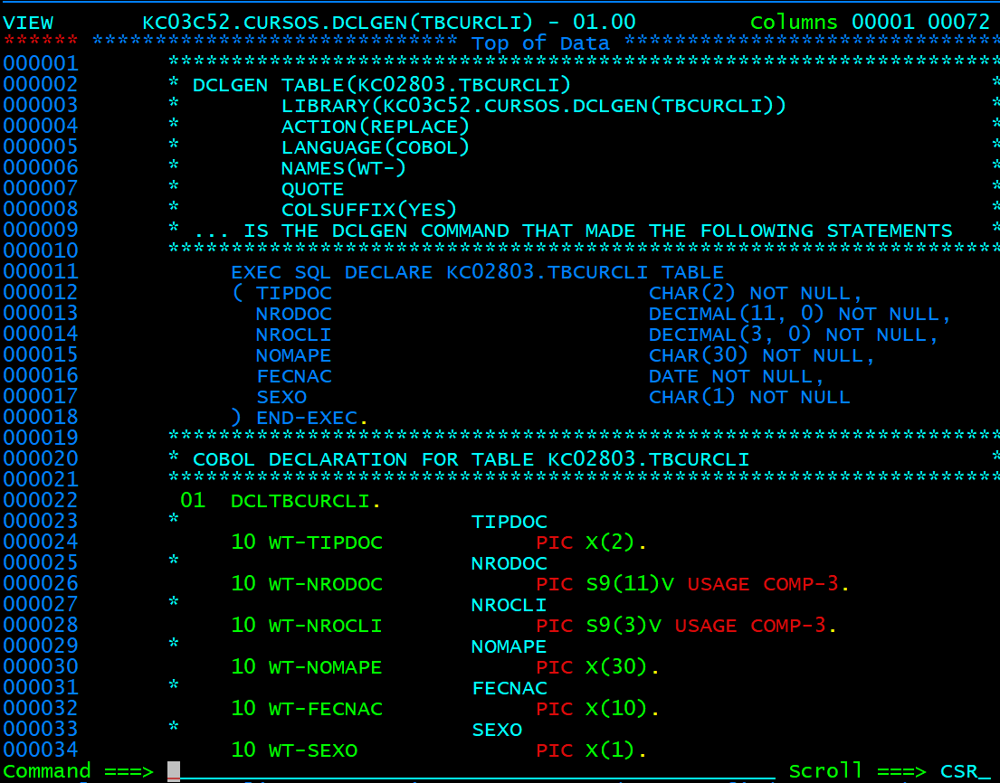 VIEW KC03C52.CURSOS.DCLGEN(TBCURCLI) - 01.00 Columns 00001 00072
****** ***************************** Top of Data ******************************
000001 ******************************************************************
000002 * DCLGEN TABLE(KC02803.TBCURCLI) *
000003 * LIBRARY(KC03C52.CURSOS.DCLGEN(TBCURCLI)) *
000004 * ACTION(REPLACE) *
000005 * LANGUAGE(COBOL) *
000006 * NAMES(WT-) *
000007 * QUOTE *
000008 * COLSUFFIX(YES) *
000009 * ... IS THE DCLGEN COMMAND THAT MADE THE FOLLOWING STATEMENTS *
000010 ******************************************************************
000011 EXEC SQL DECLARE KC02803.TBCURCLI TABLE
000012 ( TIPDOC CHAR(2) NOT NULL,
000013 NRODOC DECIMAL(11, 0) NOT NULL,
000014 NROCLI DECIMAL(3, 0) NOT NULL,
000015 NOMAPE CHAR(30) NOT NULL,
000016 FECNAC DATE NOT NULL,
000017 SEXO CHAR(1) NOT NULL
000018 ) END-EXEC.
000019 ******************************************************************
000020 * COBOL DECLARATION FOR TABLE KC02803.TBCURCLI *
000021 ******************************************************************
000022 01 DCLTBCURCLI.
000023 * TIPDOC
000024 10 WT-TIPDOC PIC X(2).
000025 * NRODOC
000026 10 WT-NRODOC PIC S9(11)V USAGE COMP-3.
000027 * NROCLI
000028 10 WT-NROCLI PIC S9(3)V USAGE COMP-3.
000029 * NOMAPE
000030 10 WT-NOMAPE PIC X(30).
000031 * FECNAC
000032 10 WT-FECNAC PIC X(10).
000033 * SEXO
000034 10 WT-SEXO PIC X(1).
Command ===> Scroll ===> CSR_